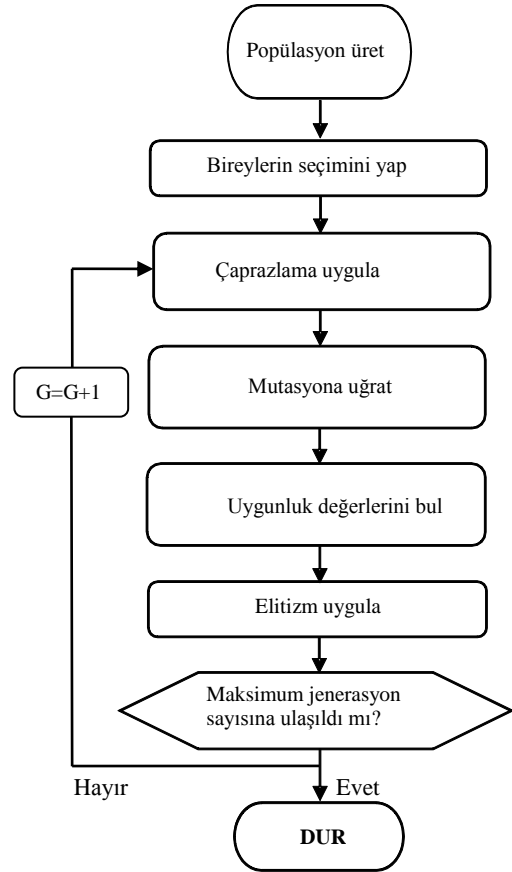 Popülasyon üret
Bireylerin seçimini yap
Çaprazlama uygula
Mutasyona uğrat
G=G+1
Uygunluk değerlerini bul
Elitizm uygula
Maksimum jenerasyon
sayısına ulaşıldı mı?
Hayır
Evet
DUR